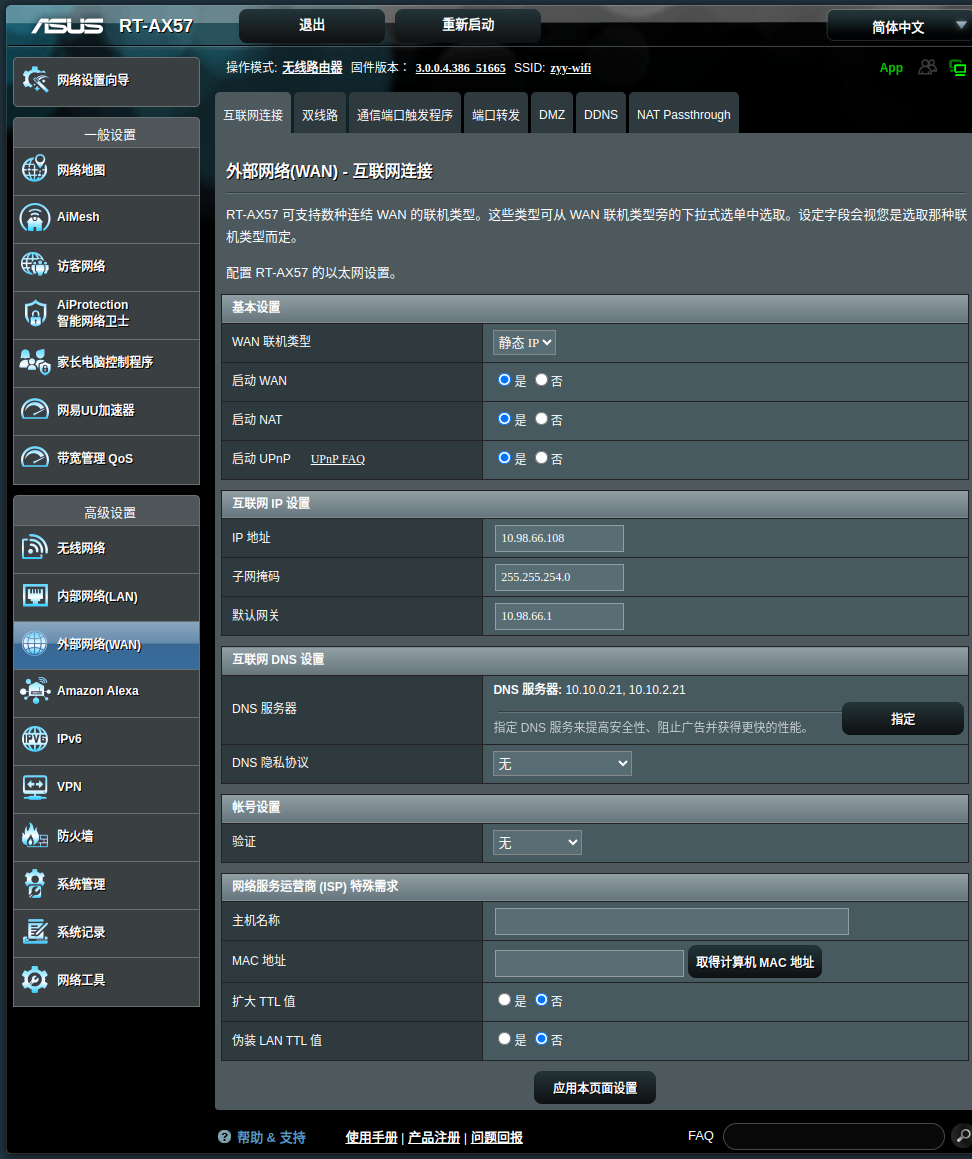 ASUS RT-AX57 退出 重新启动 简体中文
操作模式: 无线路由器 固件版本： 3.0.0.4.386_51665 SSID: zyy-wifi App
网络设置向导
一般设置
网络地图
AiMesh
访客网络
AiProtection
智能网络卫士
家长电脑控制程序
网易UU加速器
带宽管理 QoS
高级设置
无线网络
内部网络(LAN)
外部网络(WAN)
Amazon Alexa
IPv6
VPN
防火墙
系统管理
系统记录
网络工具
互联网连接 双线路 通信端口触发程序 端口转发 DMZ DDNS NAT Passthrough
外部网络(WAN) - 互联网连接
RT-AX57 可支持数种连结 WAN 的联机类型。这些类型可从 WAN 联机类型旁的下拉式选单中选取。设定字段会视您是选取那种联
机类型而定。
配置 RT-AX57 的以太网设置。
基本设置
WAN 联机类型 静态 IP
启动 WAN 是 否
启动 NAT 是 否
启动 UPnP UPnP FAQ 是 否
互联网 IP 设置
IP 地址 10.98.66.108
子网掩码 255.255.254.0
默认网关 10.98.66.1
互联网 DNS 设置
DNS 服务器 DNS 服务器: 10.10.0.21, 10.10.2.21
指定 DNS 服务来提高安全性、阻止广告并获得更快的性能。 指定
DNS 隐私协议 无
帐号设置
验证 无
网络服务运营商 (ISP) 特殊需求
主机名称
MAC 地址 取得计算机 MAC 地址
扩大 TTL 值 是 否
伪装 LAN TTL 值 是 否
应用本页面设置
? 帮助 & 支持 使用手册 | 产品注册 | 问题回报 FAQ